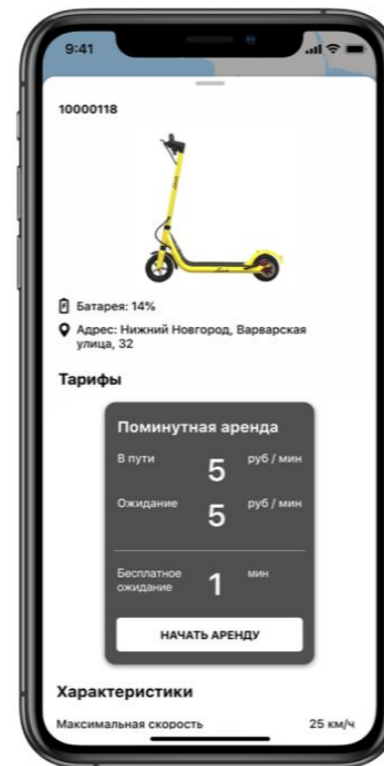 9:41
10000118
Батарея: 14%
Адрес: Нижний Новгород, Варварская
улица, 32
Тарифы
Поминутная аренда
В пути 5 руб / мин
Ожидание 5 руб / мин
Бесплатное
ожидание 1 мин
НАЧАТЬ АРЕНДУ
Характеристики
Максимальная скорость 25 км/ч